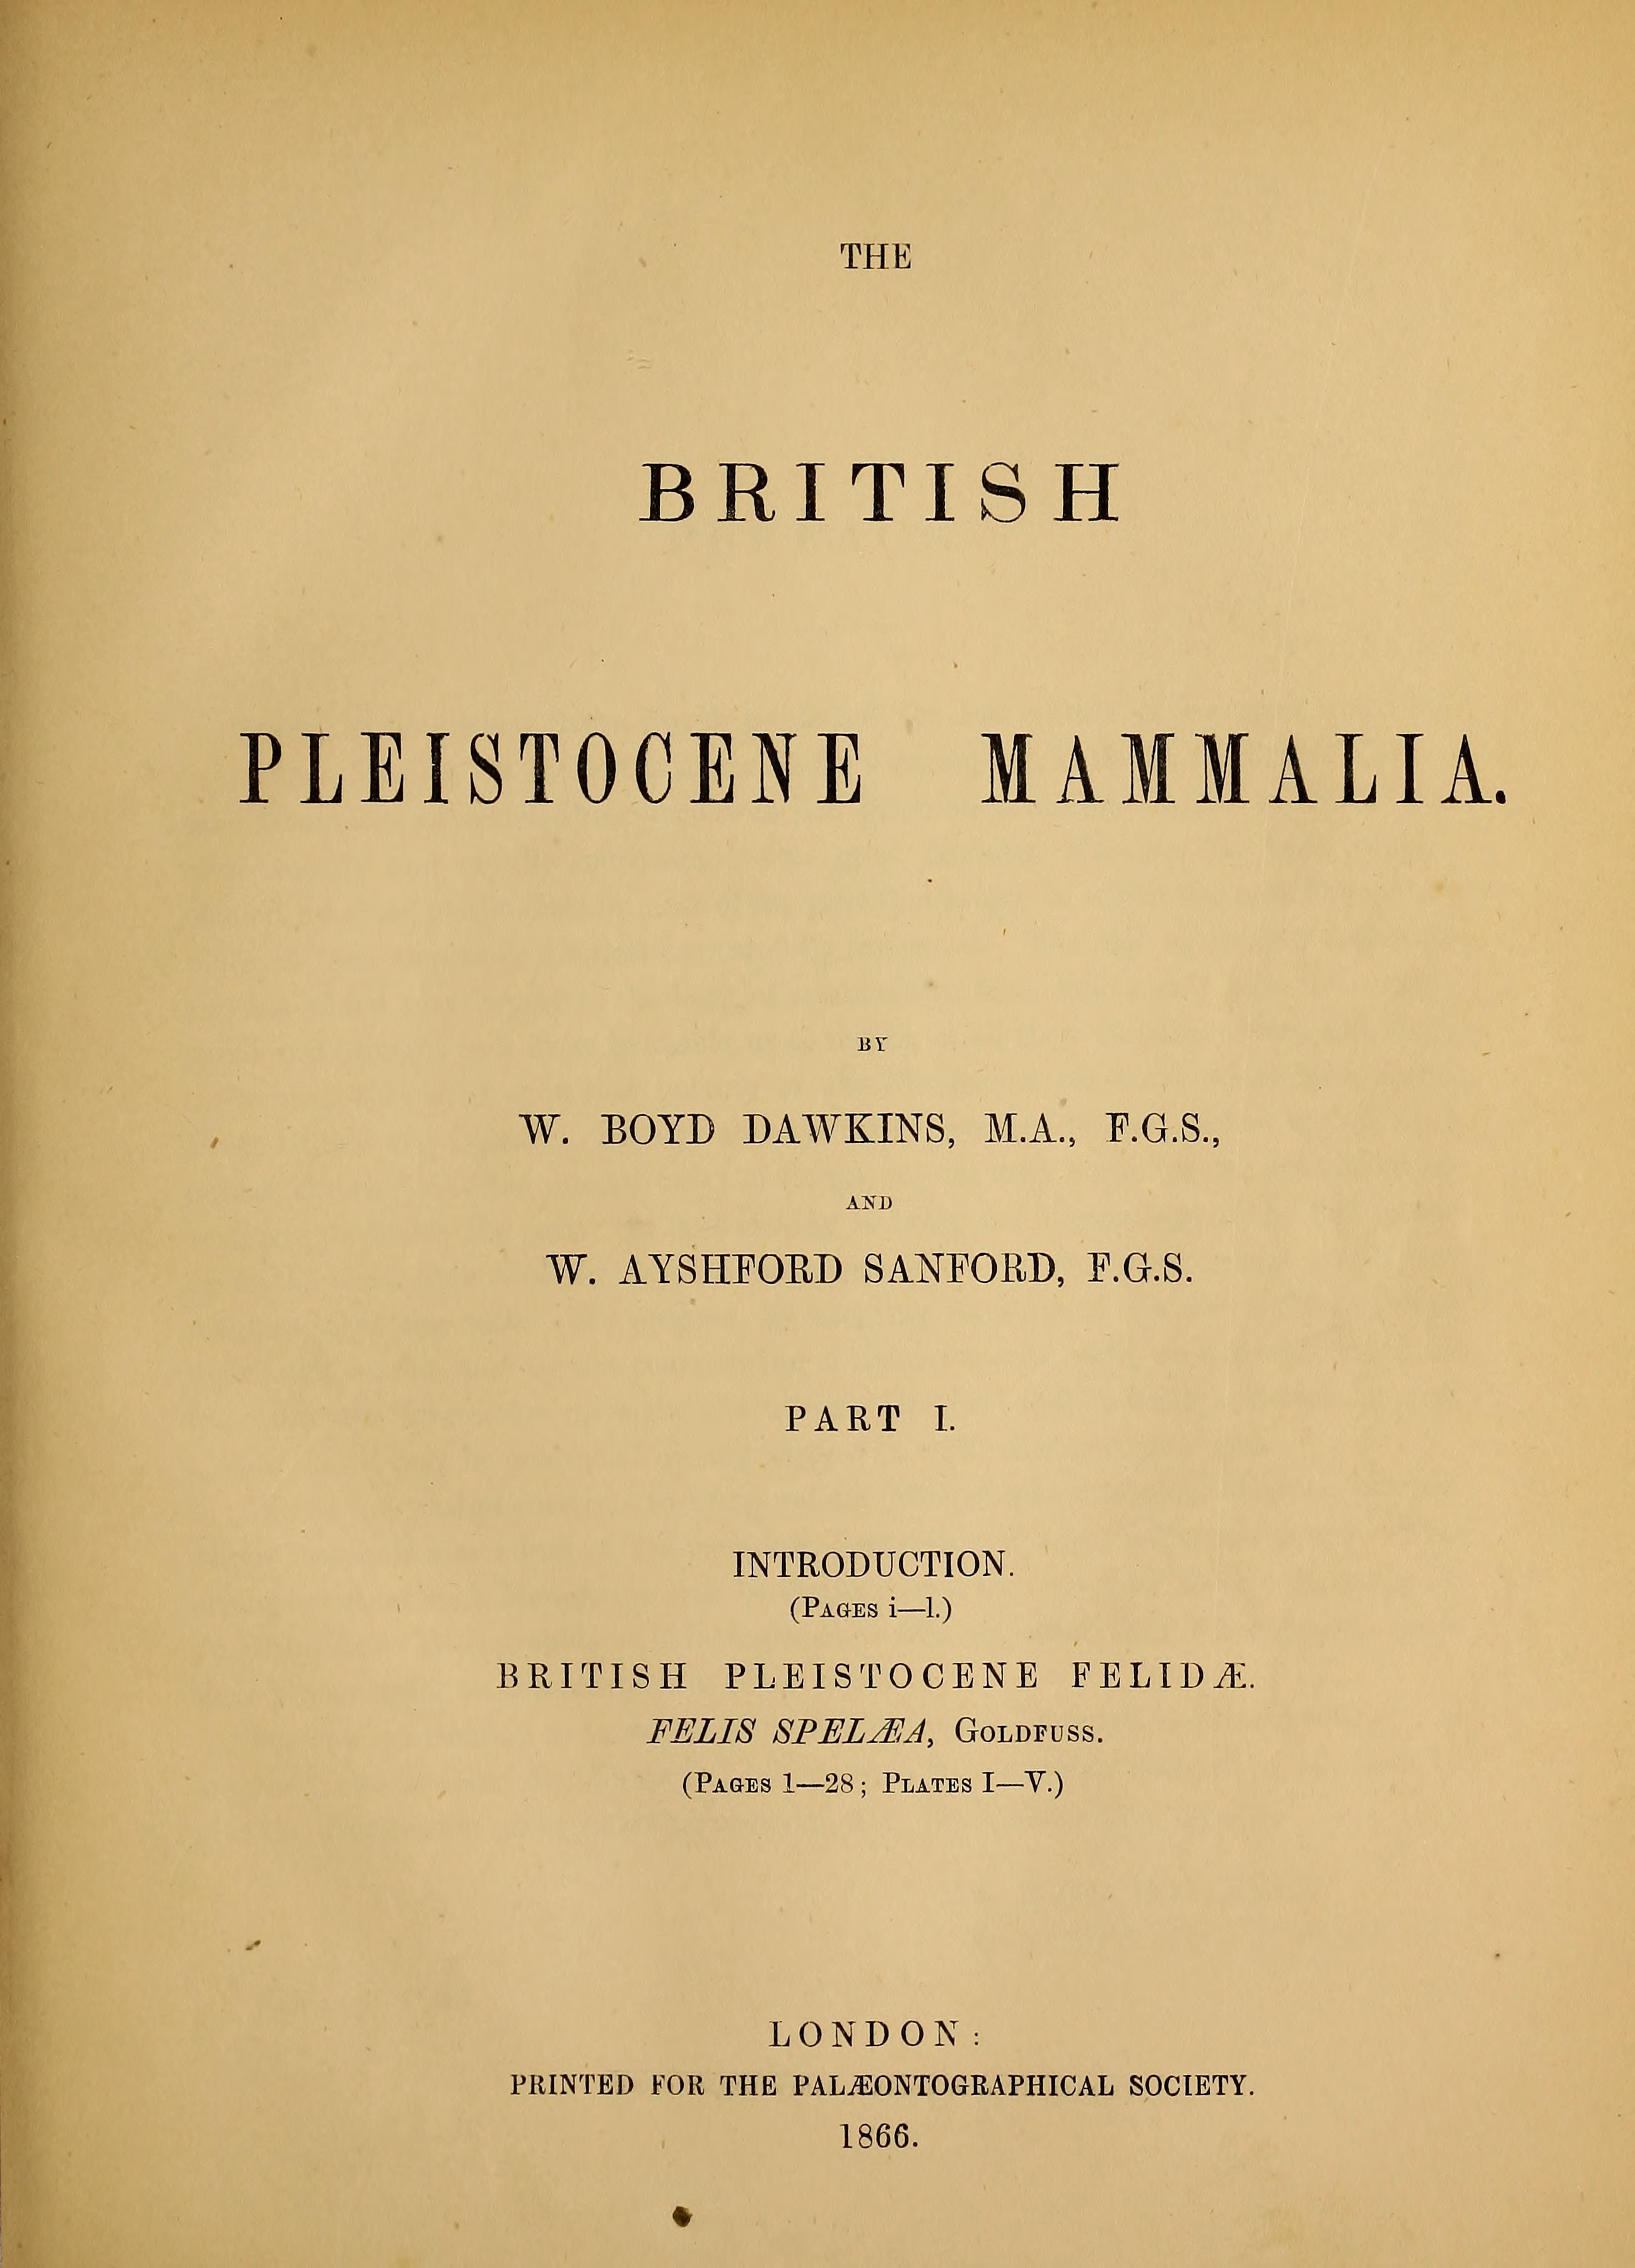 THE
BRITISH
PLEISTOCENE MAMMALIA.
BY
W. BOYD DAWKINS, M.A., F.G.S.,
AND
W. AYSHFORD SANFORD, F.G.S.
PART I.
INTRODUCTION.
(PAGES i—l.)
BRITISH PLEISTOCENE FELIDÆ.
FELIS SPELÆA, GOLDFUSS.
(PAGES 1—28; PLATES I—V.)
LONDON:
PRINTED FOR THE PALÆONTOGRAPHICAL SOCIETY.
1866.